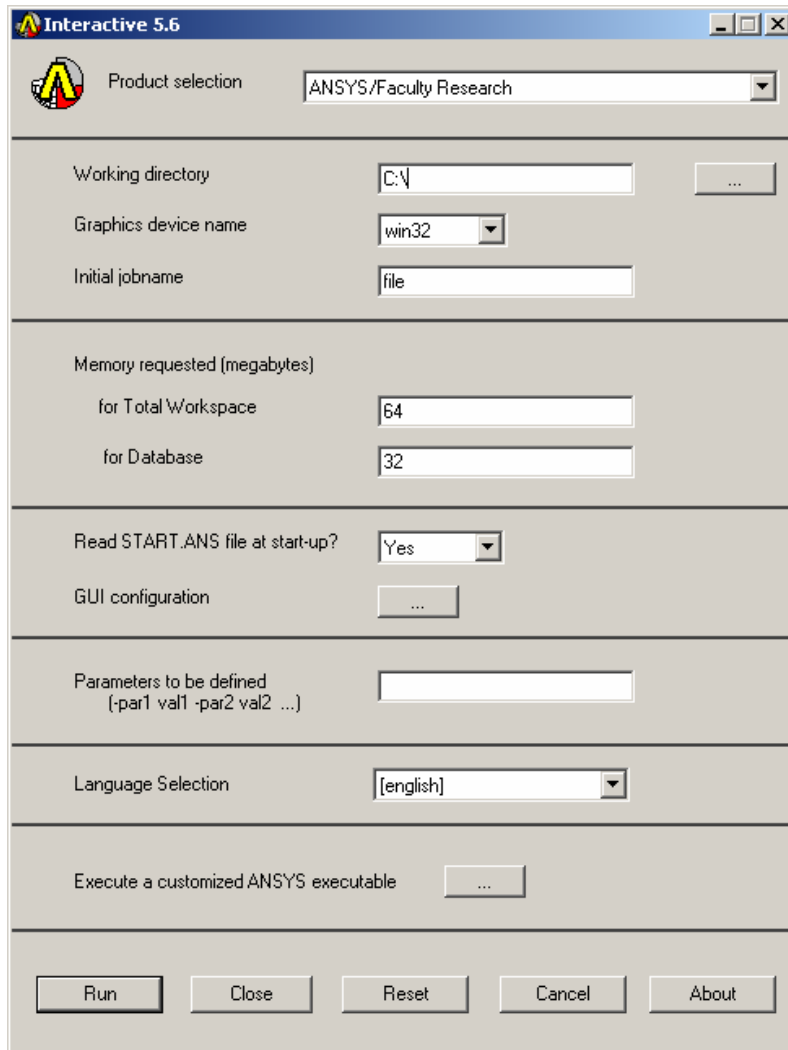 Interactive 5.6
Product selection
ANSYS/Faculty Research
Working directory
C:\
...
Graphics device name
win32
Initial jobname
file
Memory requested (megabytes)
for Total Workspace
64
for Database
32
Read START.ANS file at start-up?
Yes
GUI configuration
...
Parameters to be defined
(-par1 val1 -par2 val2 ...)
Language Selection
[english]
Execute a customized ANSYS executable
...
Run
Close
Reset
Cancel
About